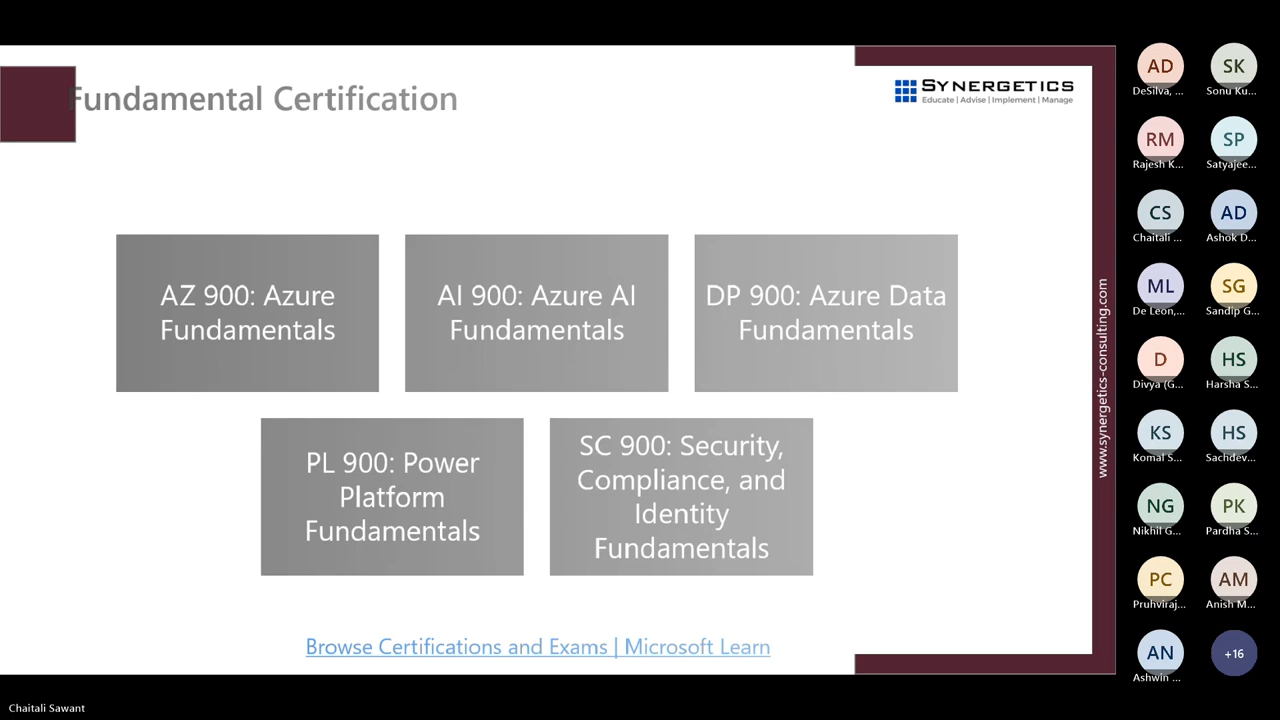 Fundamental Certification
SYNERGETICS
Educate | Advise | Implement | Manage
AZ 900: Azure
Fundamentals
AI 900: Azure AI
Fundamentals
DP 900: Azure Data
Fundamentals
PL 900: Power
Platform
Fundamentals
SC 900: Security,
Compliance, and
Identity
Fundamentals
Browse Certifications and Exams | Microsoft Learn
www.synergetics-consulting.com
AD
DeSilva, ...
SK
Sonu Ku...
RM
Rajesh K...
SP
Satyajee...
CS
Chaitali ...
AD
Ashok D...
ML
De Leon,...
SG
Sandip G...
D
Divya (G...
HS
Harsha S...
KS
Komal S...
HS
Sachdev...
NG
Nikhil G...
PK
Pardha S...
PC
Pruhviraj...
AM
Anish M...
AN
Ashwin ...
+16
Chaitali Sawant